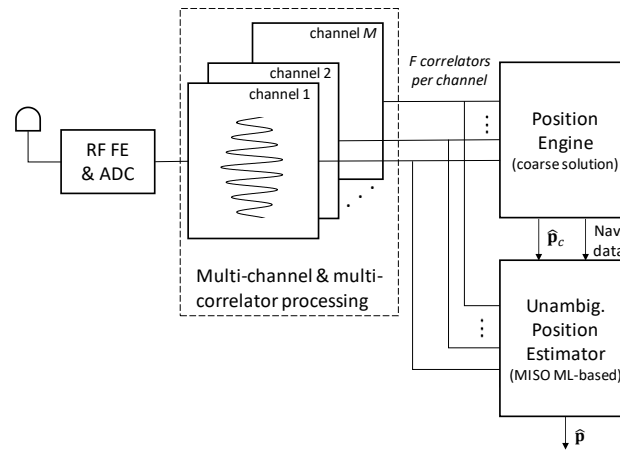 channel M
channel 2
channel 1
F correlators
per channel
RF FE
& ADC
Position
Engine
(coarse solution)
Multi-channel & multi-
correlator processing
p̂c
Nav
data
Unambig.
Position
Estimator
(MISO ML-based)
p̂